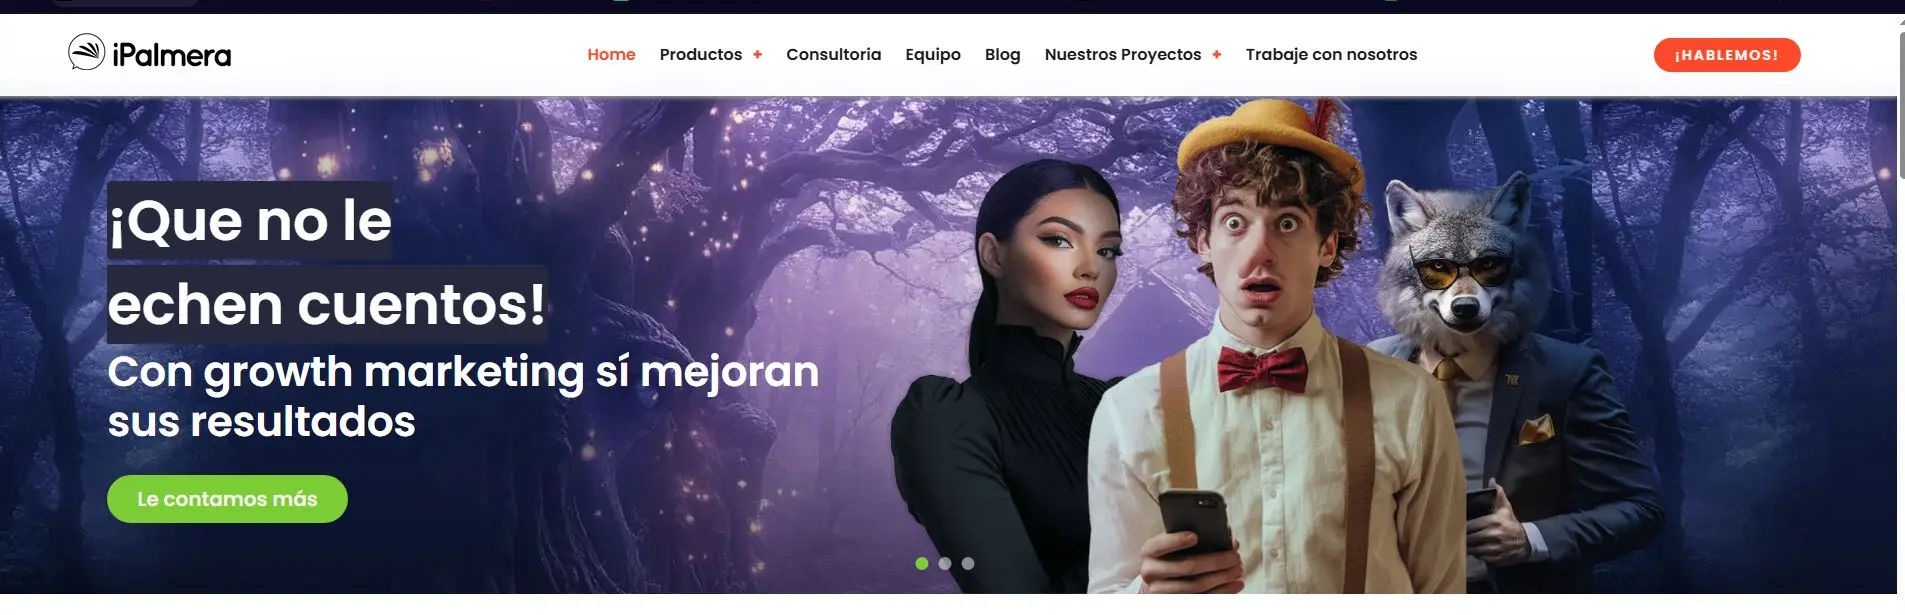 iPalmera
Home Productos + Consultoria Equipo Blog Nuestros Proyectos + Trabaje con nosotros
¡HABLEMOS!
¡Que no le
echen cuentos!
Con growth marketing sí mejoran
sus resultados
Le contamos más